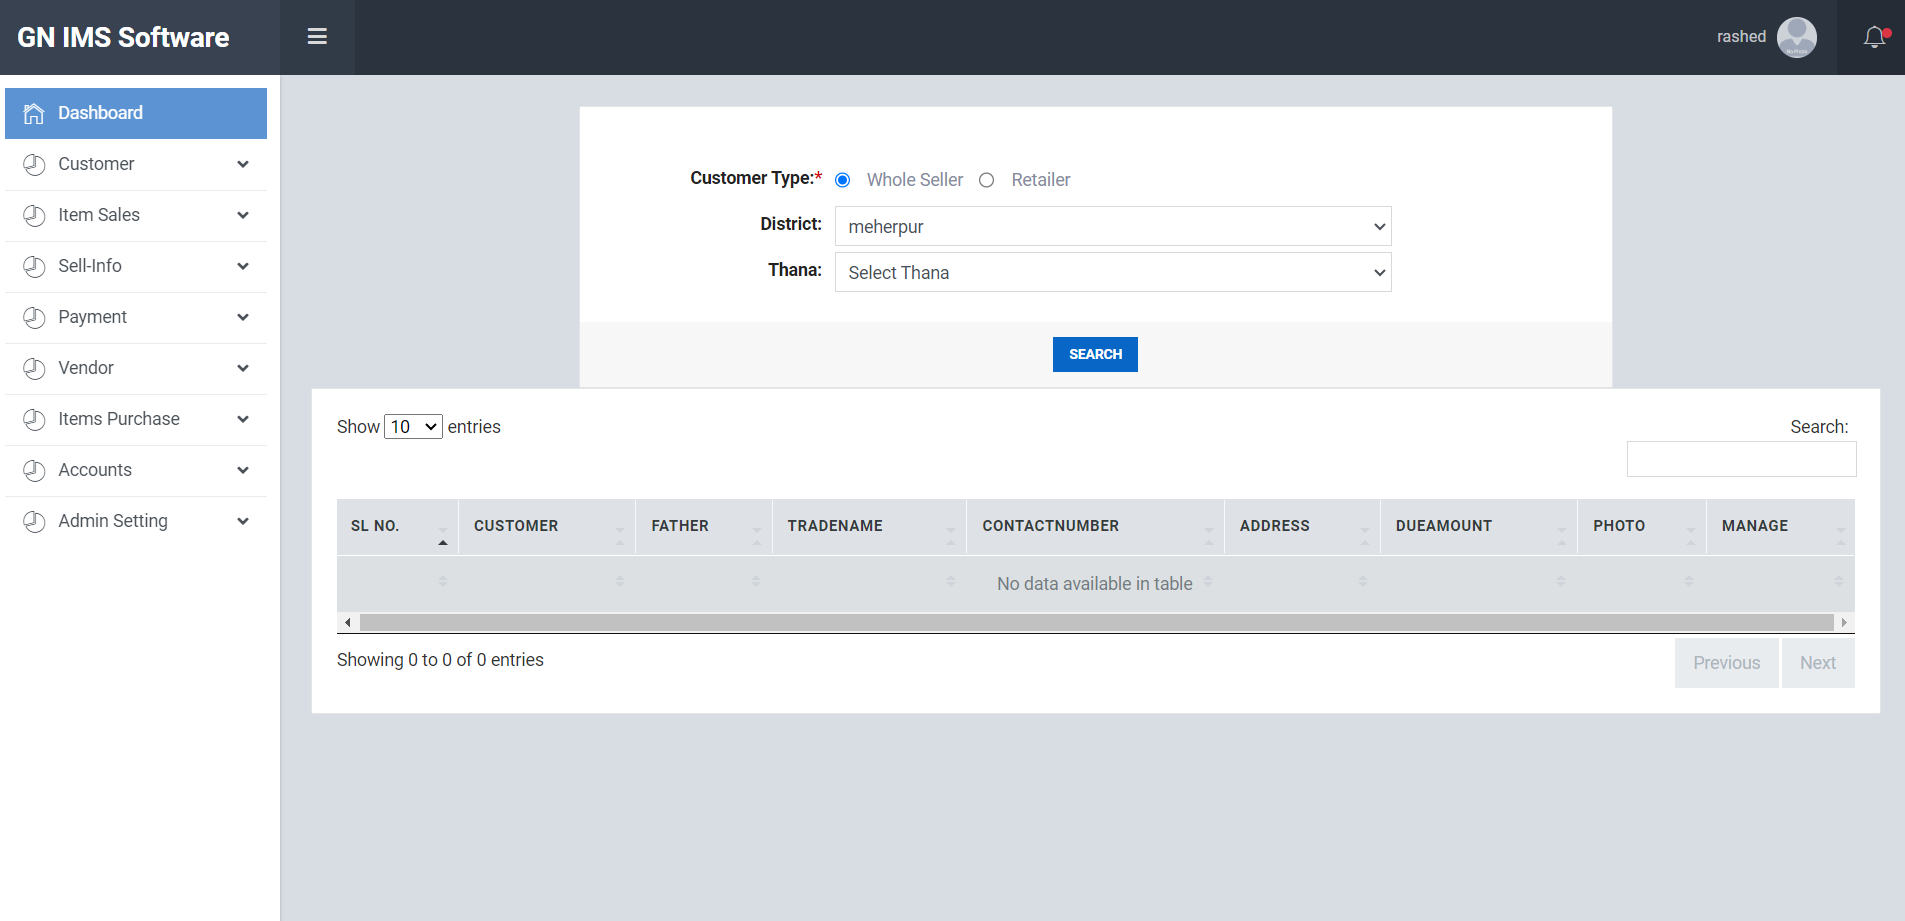 GN IMS Software
rashed
Dashboard
Customer
Item Sales
Sell-Info
Payment
Vendor
Items Purchase
Accounts
Admin Setting
Customer Type:* Whole Seller Retailer
District: meherpur
Thana: Select Thana
SEARCH
Show 10 entries
Search:
SL NO. CUSTOMER FATHER TRADENAME CONTACTNUMBER ADDRESS DUEAMOUNT PHOTO MANAGE
No data available in table
Showing 0 to 0 of 0 entries
Previous Next